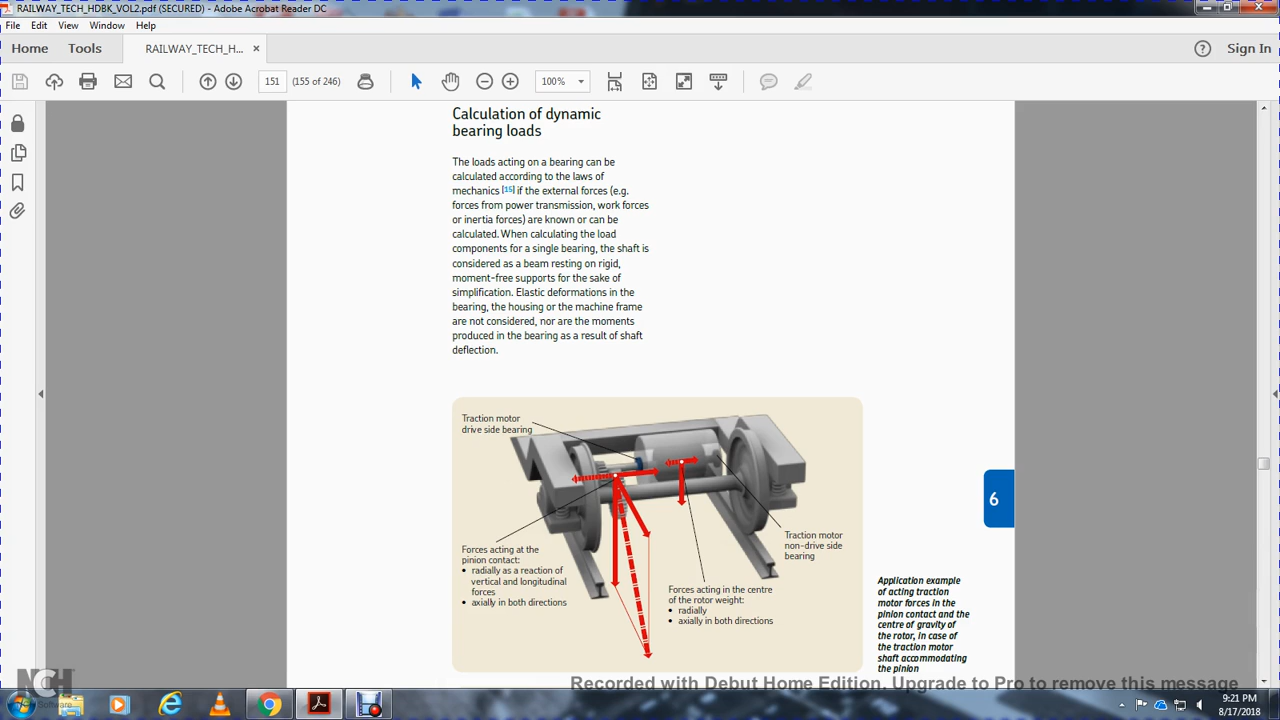 RAILWAY_TECH_HDBK_VOL2.pdf (SECURED) - Adobe Acrobat Reader DC
File Edit View Window Help
Home Tools RAILWAY_TECH_H... × Sign In
151 (155 of 246) 100%
Calculation of dynamic
bearing loads
The loads acting on a bearing can be
calculated according to the laws of
mechanics [15] if the external forces (e.g.
forces from power transmission, work forces
or inertia forces) are known or can be
calculated. When calculating the load
components for a single bearing, the shaft is
considered as a beam resting on rigid,
moment-free supports for the sake of
simplification. Elastic deformations in the
bearing, the housing or the machine frame
are not considered, nor are the moments
produced in the bearing as a result of shaft
deflection.
Traction motor
drive side bearing
Traction motor
non-drive side
bearing
Forces acting at the
pinion contact:
• radially as a reaction of
vertical and longitudinal
forces
• axially in both directions
Forces acting in the centre
of the rotor weight:
• radially
• axially in both directions
6
Application example
of acting traction
motor forces in the
pinion contact and the
centre of gravity of
the rotor, in case of
the traction motor
shaft accommodating
the pinion
NCH
Software
Recorded with Debut Home Edition. Upgrade to Pro to remove this message
9:21 PM
8/17/2018